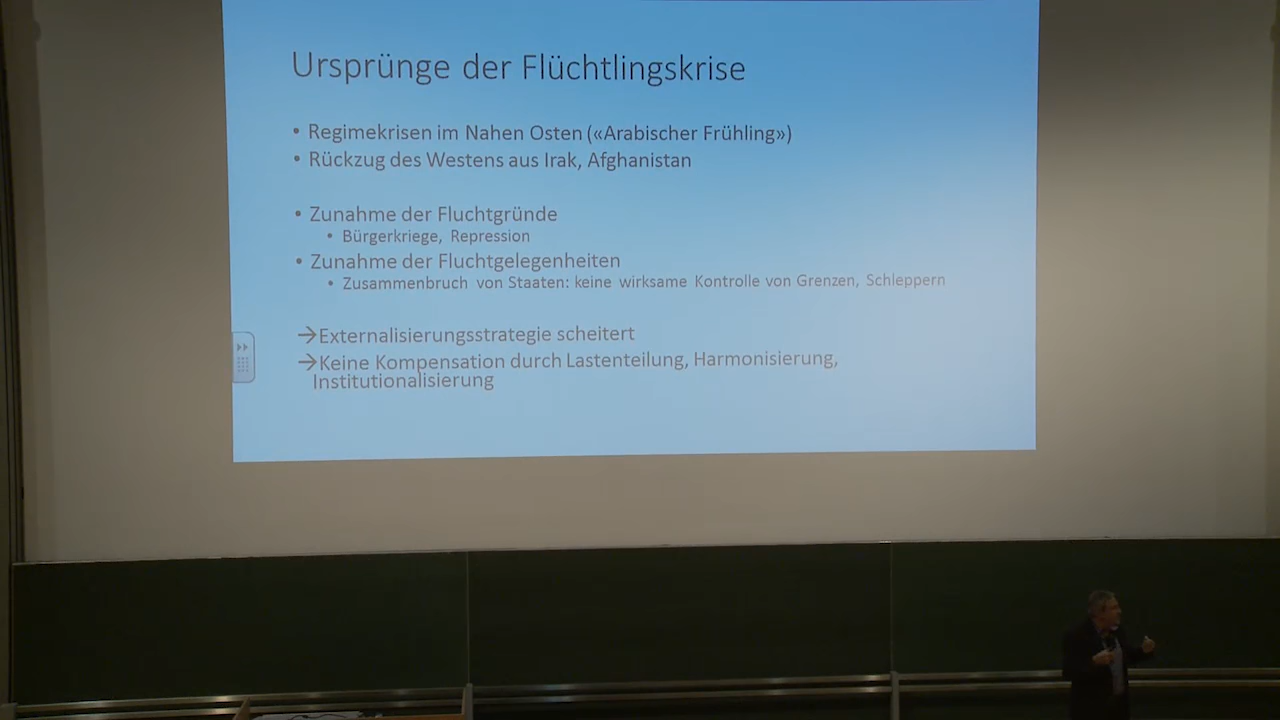 Ursprünge der Flüchtlingskrise
• Regimekrisen im Nahen Osten («Arabischer Frühling»)
• Rückzug des Westens aus Irak, Afghanistan
• Zunahme der Fluchtgründe
• Bürgerkriege, Repression
• Zunahme der Fluchtgelegenheiten
• Zusammenbruch von Staaten: keine wirksame Kontrolle von Grenzen, Schleppern
→Externalisierungsstrategie scheitert
→Keine Kompensation durch Lastenteilung, Harmonisierung,
Institutionalisierung